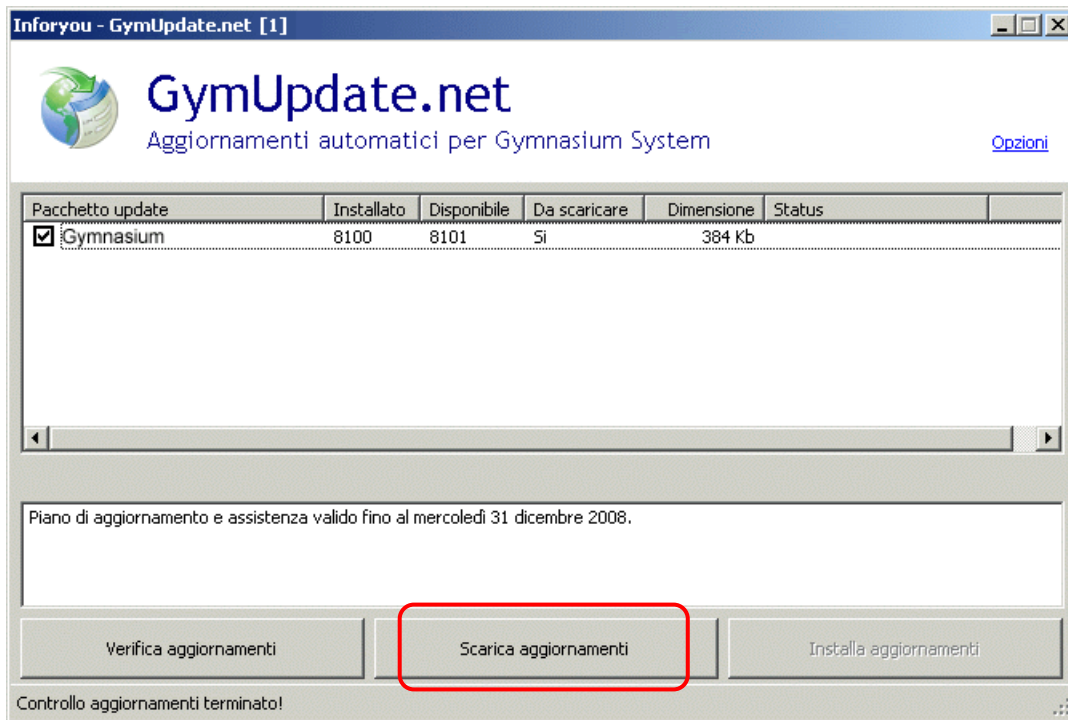 Inforyou - GymUpdate.net [1]
GymUpdate.net
Aggiornamenti automatici per Gymnasium System
Opzioni
Pacchetto update Installato Disponibile Da scaricare Dimensione Status
Gymnasium 8100 8101 Si 384 Kb
Piano di aggiornamento e assistenza valido fino al mercoledì 31 dicembre 2008.
Verifica aggiornamenti Scarica aggiornamenti Installa aggiornamenti
Controllo aggiornamenti terminato!